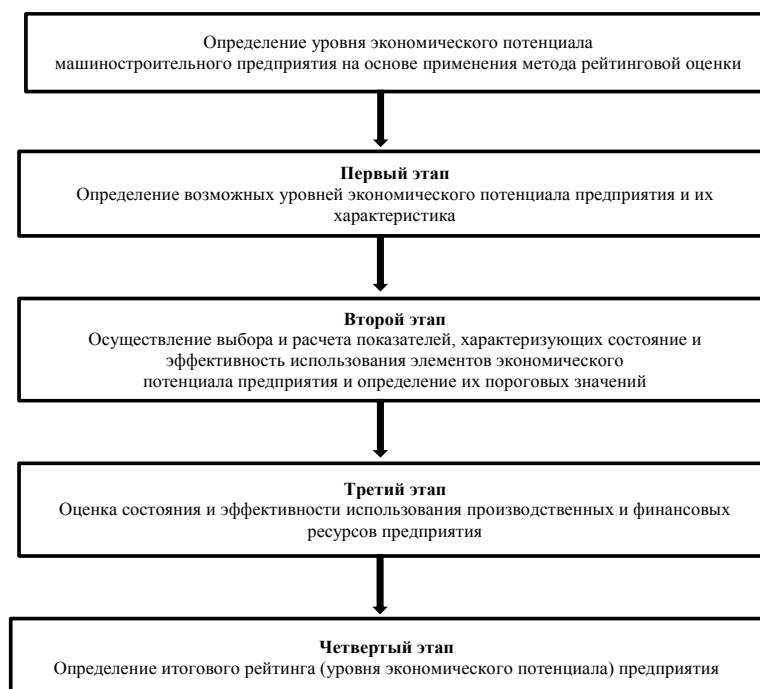 Определение уровня экономического потенциала
машиностроительного предприятия на основе применения метода рейтинговой оценки
Первый этап
Определение возможных уровней экономического потенциала предприятия и их
характеристика
Второй этап
Осуществление выбора и расчета показателей, характеризующих состояние и
эффективность использования элементов экономического
потенциала предприятия и определение их пороговых значений
Третий этап
Оценка состояния и эффективности использования производственных и финансовых
ресурсов предприятия
Четвертый этап
Определение итогового рейтинга (уровня экономического потенциала) предприятия